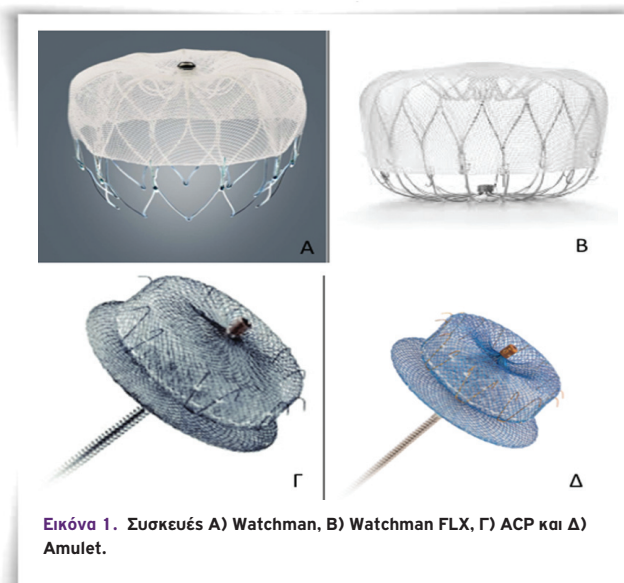 A
B
Γ
Δ
Εικόνα 1. Συσκευές Α) Watchman, Β) Watchman FLX, Γ) ACP και Δ)
Amulet.